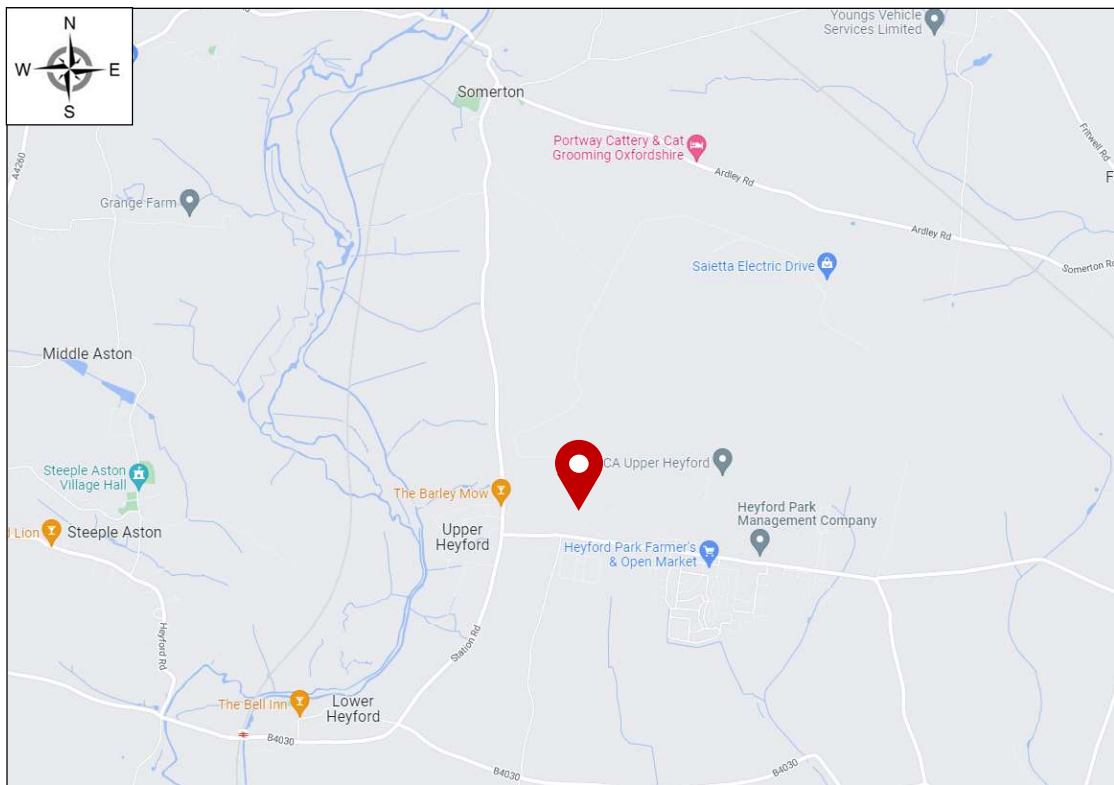 N
W E
S
Youngs Vehicle
Services Limited
Somerton
A4260
Portway Cattery & Cat
Grooming Oxfordshire
Ardley Rd
Fritwell Rd
F
Grange Farm
Ardley Rd
Somerton Rd
Saietta Electric Drive
Middle Aston
Steeple Aston
Village Hall
CA Upper Heyford
The Barley Mow
Lion
Steeple Aston
Upper
Heyford
Heyford Park
Management Company
Heyford Park Farmer's
& Open Market
Heyford Rd
Station Rd
The Bell Inn
Lower
Heyford
B4030
B4030
B4030